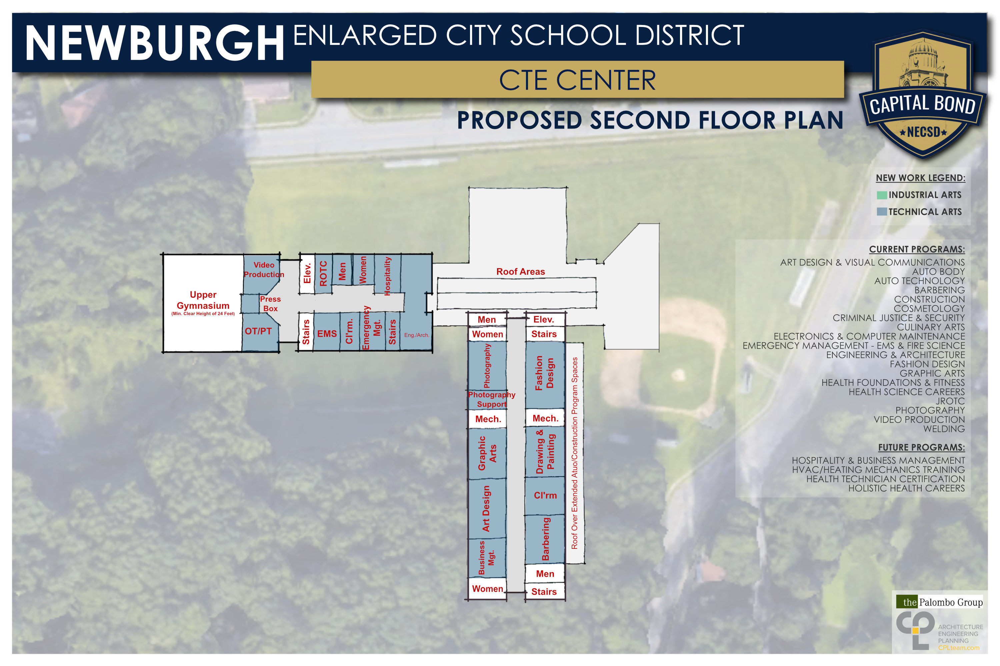 NEWBURGH ENLARGED CITY SCHOOL DISTRICT
CTE CENTER
PROPOSED SECOND FLOOR PLAN
CAPITAL BOND
NECSD
NEW WORK LEGEND:
INDUSTRIAL ARTS
TECHNICAL ARTS
CURRENT PROGRAMS:
ART DESIGN & VISUAL COMMUNICATIONS
AUTO BODY
AUTO TECHNOLOGY
BARBERING
CONSTRUCTION
COSMETOLOGY
CRIMINAL JUSTICE & SECURITY
CULINARY ARTS
ELECTRONICS & COMPUTER MAINTENANCE
EMERGENCY MANAGEMENT - EMS & FIRE SCIENCE
ENGINEERING & ARCHITECTURE
FASHION DESIGN
GRAPHIC ARTS
HEALTH FOUNDATIONS & FITNESS
HEALTH SCIENCE CAREERS
JROTC
PHOTOGRAPHY
VIDEO PRODUCTION
WELDING
FUTURE PROGRAMS:
HOSPITALITY & BUSINESS MANAGEMENT
HVAC/HEATING MECHANICS TRAINING
HEALTH TECHNICIAN CERTIFICATION
HOLISTIC HEALTH CAREERS
Upper
Gymnasium
(Min. Clear Height of 24 Feet)
Video
Production
Press
Box
OT/PT
Elev.
ROTC
Men
Women
Hospitality
Stairs
EMS
Cl'rm.
Emergency
Mgt.
Stairs
Eng./Arch.
Roof Areas
Men
Women
Photography
Photography
Support
Mech.
Graphic
Arts
Art Design
Business
Mgt.
Women
Elev.
Stairs
Fashion
Design
Mech.
Drawing &
Painting
Cl'rm
Barbering
Men
Stairs
Roof Over Extended Atuo/Construction Program Spaces
the Palombo Group
CPL
ARCHITECTURE
ENGINEERING
PLANNING
CPLteam.com